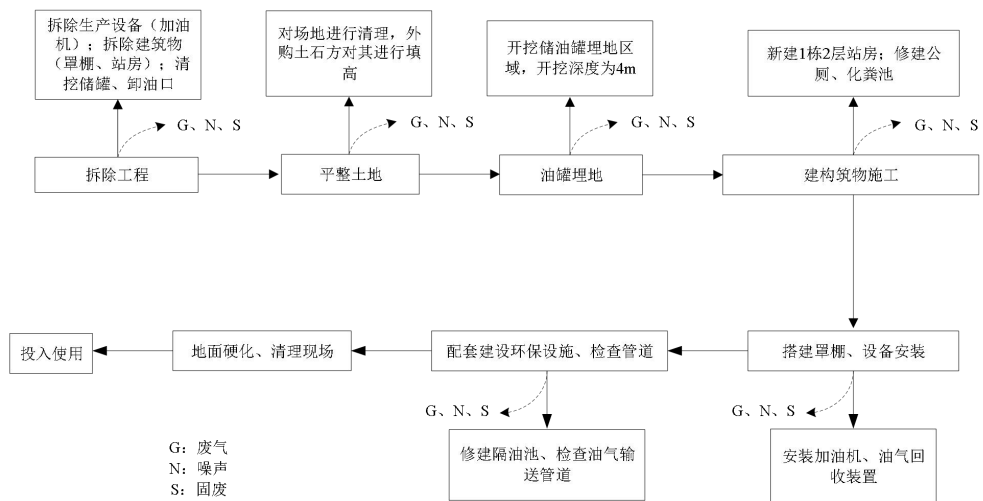 拆除生产设备（加油
机）；拆除建筑物
（罩棚、站房）；清
挖储罐、卸油口
对场地进行清理，外
购土石方对其进行填
高
开挖储油罐埋地区
域，开挖深度为4m
新建1栋2层站房；修建公
厕、化粪池
G、N、S
G、N、S
G、N、S
G、N、S
拆除工程
平整土地
油罐埋地
建构筑物施工
投入使用
地面硬化、清理现场
配套建设环保设施、检查管道
搭建罩棚、设备安装
G、N、S
G、N、S
修建隔油池、检查油气输
送管道
安装加油机、油气回
收装置
G：废气
N：噪声
S：固废